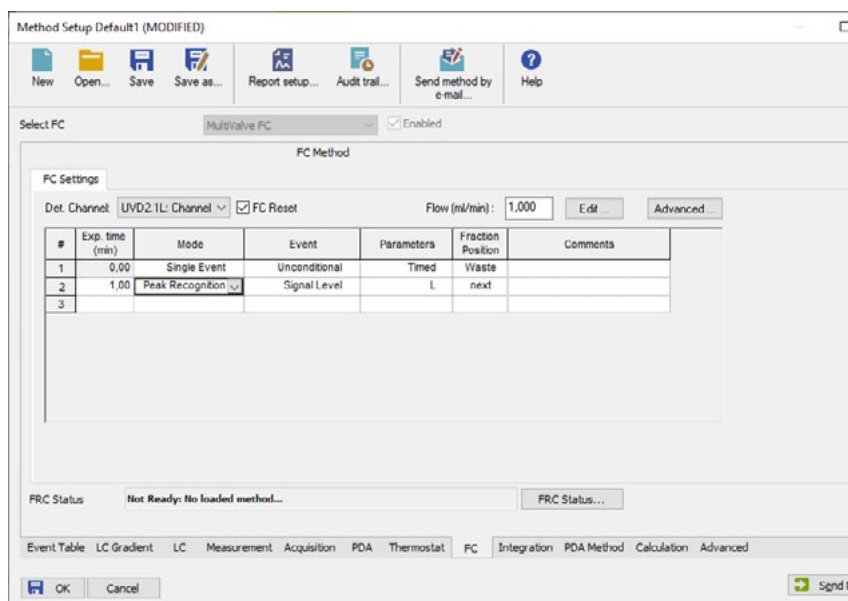 Method Setup Default1 (MODIFIED)
New Open... Save Save as... Report setup... Audit trail... Send method by e-mail... Help
Select FC MultiValve FC Enabled
FC Method
FC Settings
Det. Channel: UVD2.1L: Channel FC Reset Flow (ml/min) : 1,000 Edit ... Advanced ...
# Exp. time (min) Mode Event Parameters Fraction Position Comments
1 0,00 Single Event Unconditional Timed Waste
2 1,00 Peak Recognition Signal Level L next
3
FRC Status Not Ready: No loaded method... FRC Status...
Event Table LC Gradient LC Measurement Acquisition PDA Thermostat FC Integration PDA Method Calculation Advanced
OK Cancel Send